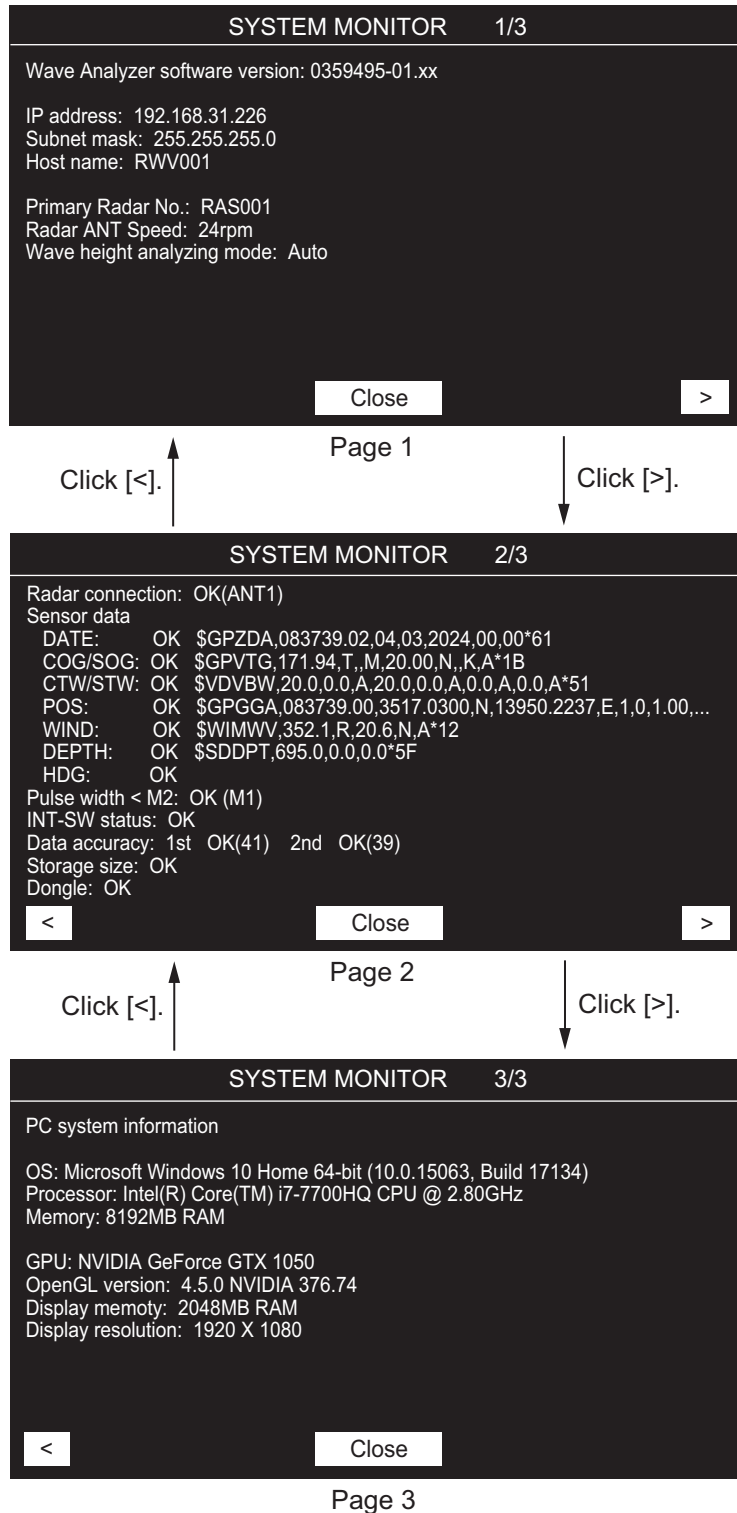 SYSTEM MONITOR 1/3
Wave Analyzer software version: 0359495-01.xx
IP address: 192.168.31.226
Subnet mask: 255.255.255.0
Host name: RWV001
Primary Radar No.: RAS001
Radar ANT Speed: 24rpm
Wave height analyzing mode: Auto
Close >
Page 1
Click [<]. Click [>].
SYSTEM MONITOR 2/3
Radar connection: OK(ANT1)
Sensor data
DATE: OK $GPZDA,083739.02,04,03,2024,00,00*61
COG/SOG: OK $GPVTG,171.94,T,,M,20.00,N,,K,A*1B
CTW/STW: OK $VDVBW,20.0,0.0,A,20.0,0.0,A,0.0,A,0.0,A*51
POS: OK $GPGGA,083739.00,3517.0300,N,13950.2237,E,1,0,1.00,...
WIND: OK $WIMWV,352.1,R,20.6,N,A*12
DEPTH: OK $SDDPT,695.0,0.0,0.0*5F
HDG: OK
Pulse width < M2: OK (M1)
INT-SW status: OK
Data accuracy: 1st OK(41) 2nd OK(39)
Storage size: OK
Dongle: OK
< Close >
Page 2
Click [<]. Click [>].
SYSTEM MONITOR 3/3
PC system information
OS: Microsoft Windows 10 Home 64-bit (10.0.15063, Build 17134)
Processor: Intel(R) Core(TM) i7-7700HQ CPU @ 2.80GHz
Memory: 8192MB RAM
GPU: NVIDIA GeForce GTX 1050
OpenGL version: 4.5.0 NVIDIA 376.74
Display memoty: 2048MB RAM
Display resolution: 1920 X 1080
< Close
Page 3